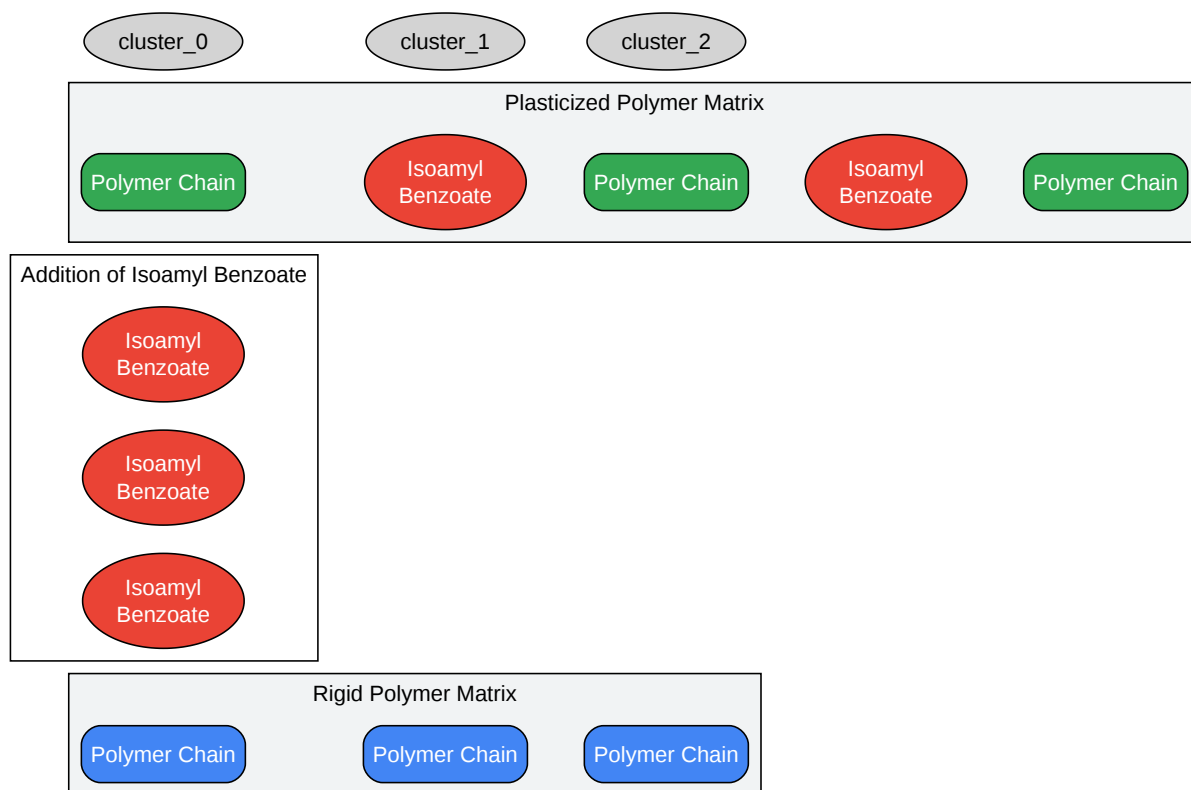 cluster_0
cluster_1
cluster_2
Plasticized Polymer Matrix
Polymer Chain
Isoamyl
Benzoate
Polymer Chain
Isoamyl
Benzoate
Polymer Chain
Addition of Isoamyl Benzoate
Isoamyl
Benzoate
Isoamyl
Benzoate
Isoamyl
Benzoate
Rigid Polymer Matrix
Polymer Chain
Polymer Chain
Polymer Chain